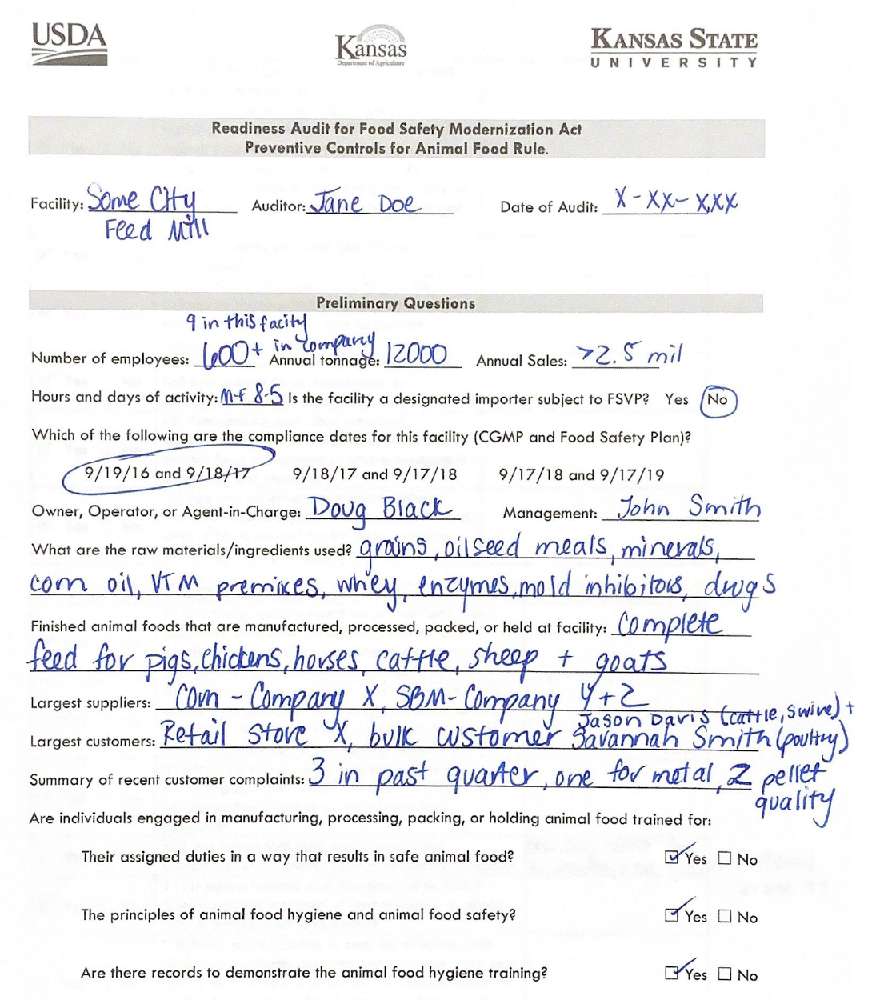 USDA Kansas KANSAS STATE
Department of Agriculture UNIVERSITY
Readiness Audit for Food Safety Modernization Act
Preventive Controls for Animal Food Rule.
Facility: Some City Auditor: Jane Doe Date of Audit: X-XX-XXX
Feed Mill
Preliminary Questions
9 in this facity
Number of employees: 600+ in company Annual tonnage: 12000 Annual Sales: >2.5 mil
Hours and days of activity: M-F 8-5 Is the facility a designated importer subject to FSVP? Yes No
Which of the following are the compliance dates for this facility (CGMP and Food Safety Plan)?
9/19/16 and 9/18/17 9/18/17 and 9/17/18 9/17/18 and 9/17/19
Owner, Operator, or Agent-in-Charge: Doug Black Management: John Smith
What are the raw materials/ingredients used? grains, oilseed meals, minerals,
corn oil, VTM premixes, whey, enzymes, mold inhibitors, drugs
Finished animal foods that are manufactured, processed, packed, or held at facility: Complete
feed for pigs, chickens, horses, cattle, sheep + goats
Largest suppliers: Corn - Company X, SBM - Company Y + Z
Jason Davis (cattle, swine) +
Largest customers: Retail Store X, bulk customer Savannah Smith (poultry)
Summary of recent customer complaints: 3 in past quarter, one for metal, 2 pellet
quality
Are individuals engaged in manufacturing, processing, packing, or holding animal food trained for:
Their assigned duties in a way that results in safe animal food? Yes No
The principles of animal food hygiene and animal food safety? Yes No
Are there records to demonstrate the animal food hygiene training? Yes No